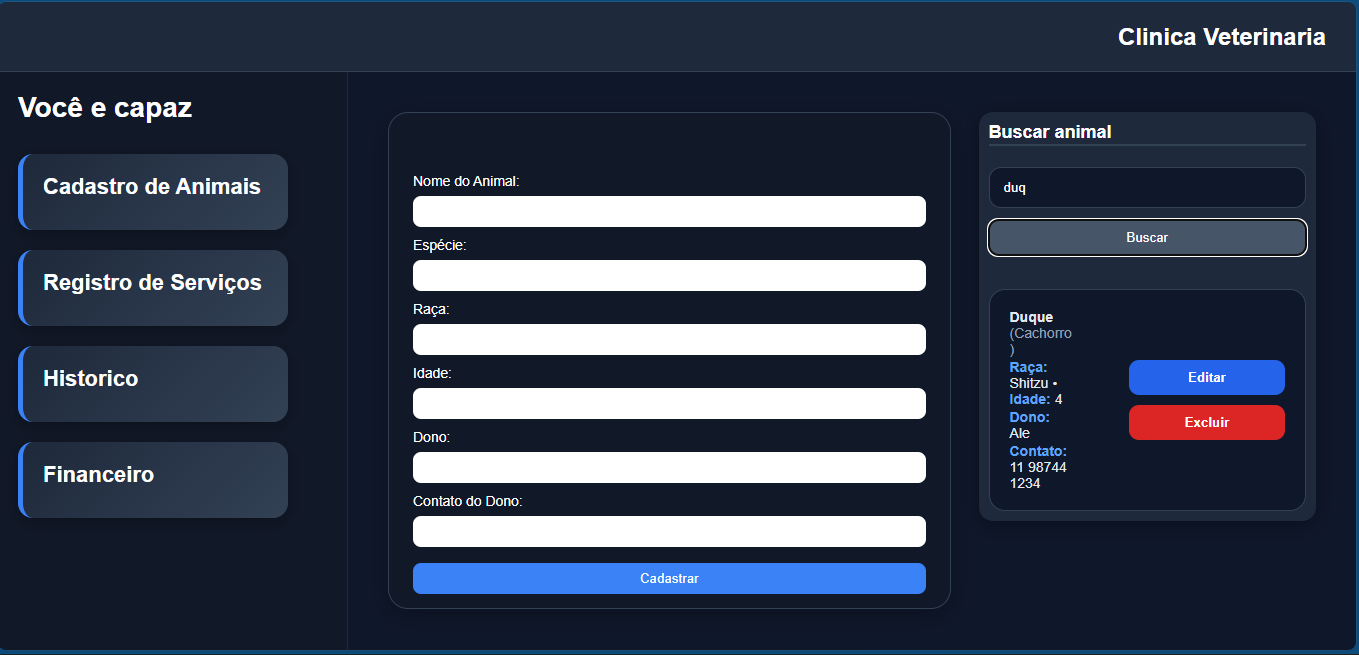 Clinica Veterinaria
Você e capaz
Cadastro de Animais
Registro de Serviços
Historico
Financeiro
Nome do Animal:
Espécie:
Raça:
Idade:
Dono:
Contato do Dono:
Cadastrar
Buscar animal
duq
Buscar
Duque
(Cachorro
)
Raça:
Shitzu •
Idade: 4
Dono:
Ale
Contato:
11 98744
1234
Editar
Excluir